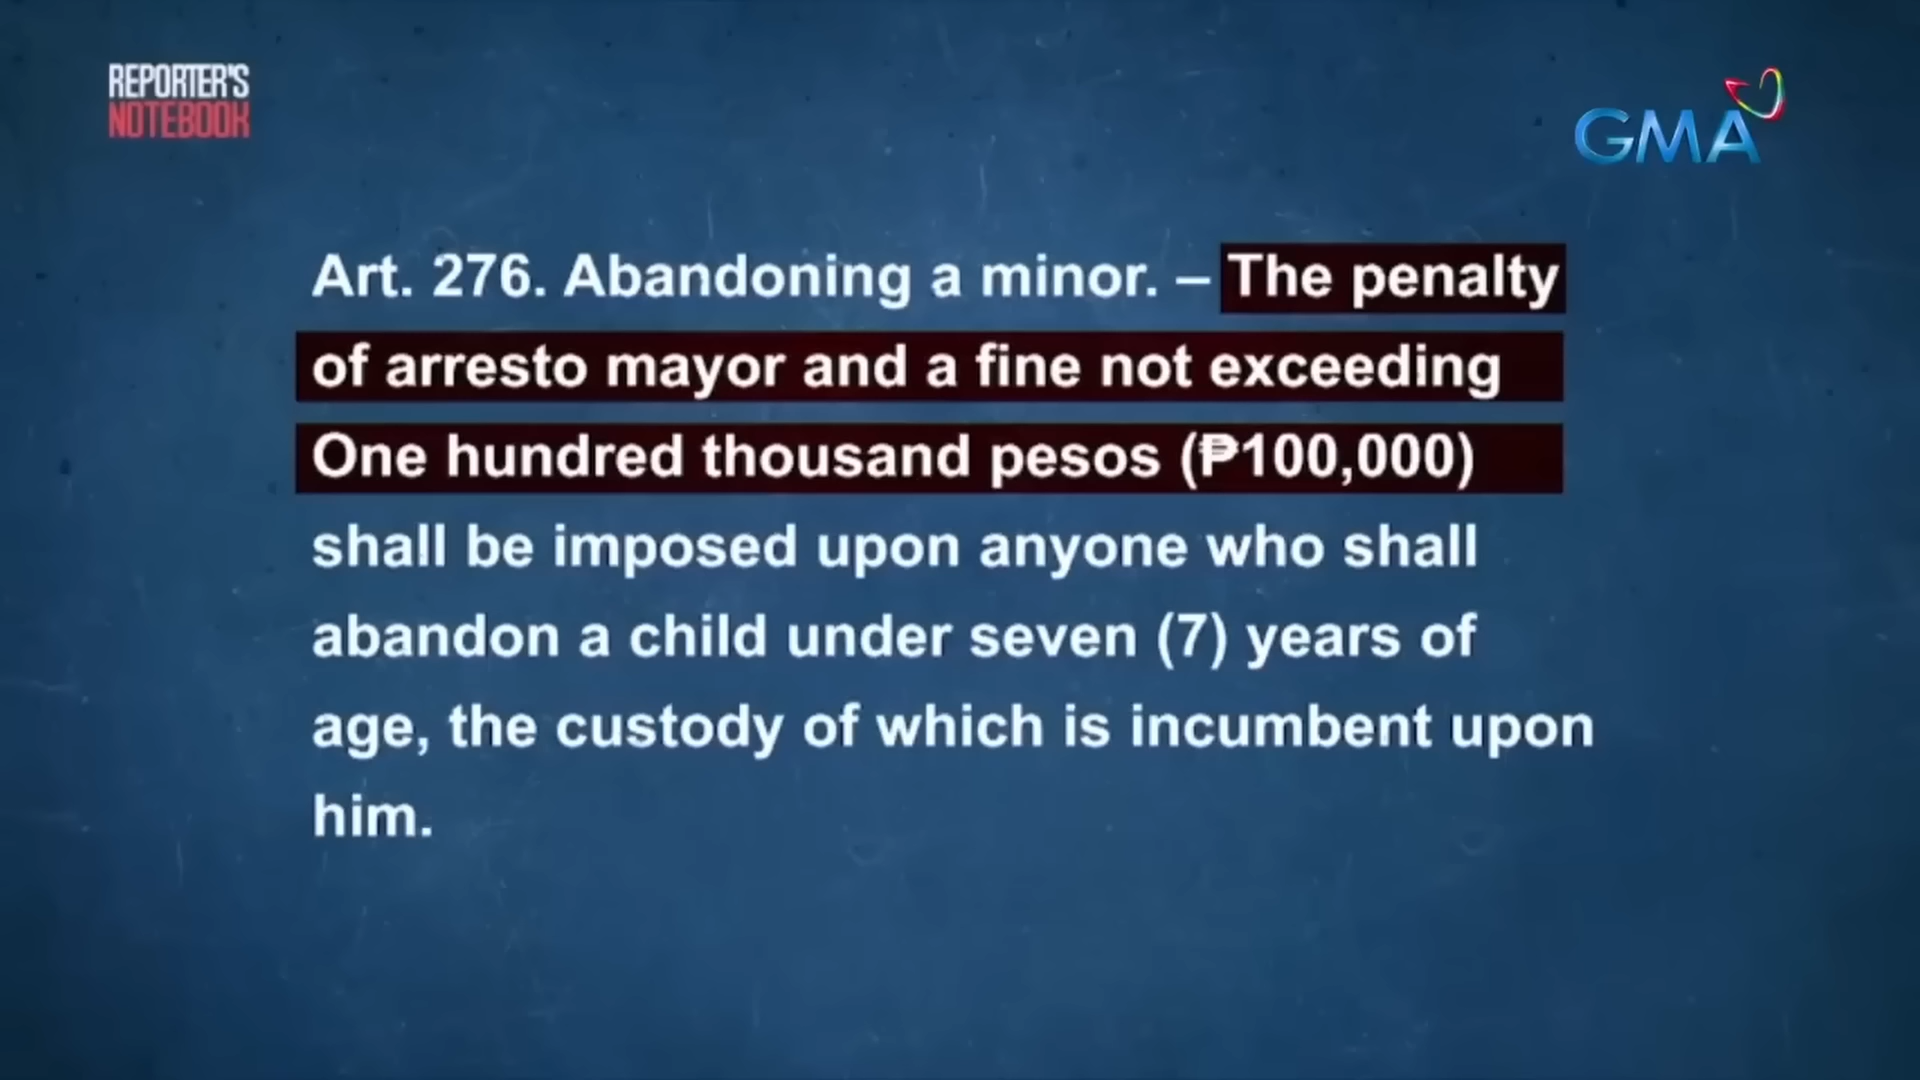 REPORTER'S
NOTEBOOK
GMA
Art. 276. Abandoning a minor. – The penalty
of arresto mayor and a fine not exceeding
One hundred thousand pesos (₱100,000)
shall be imposed upon anyone who shall
abandon a child under seven (7) years of
age, the custody of which is incumbent upon
him.